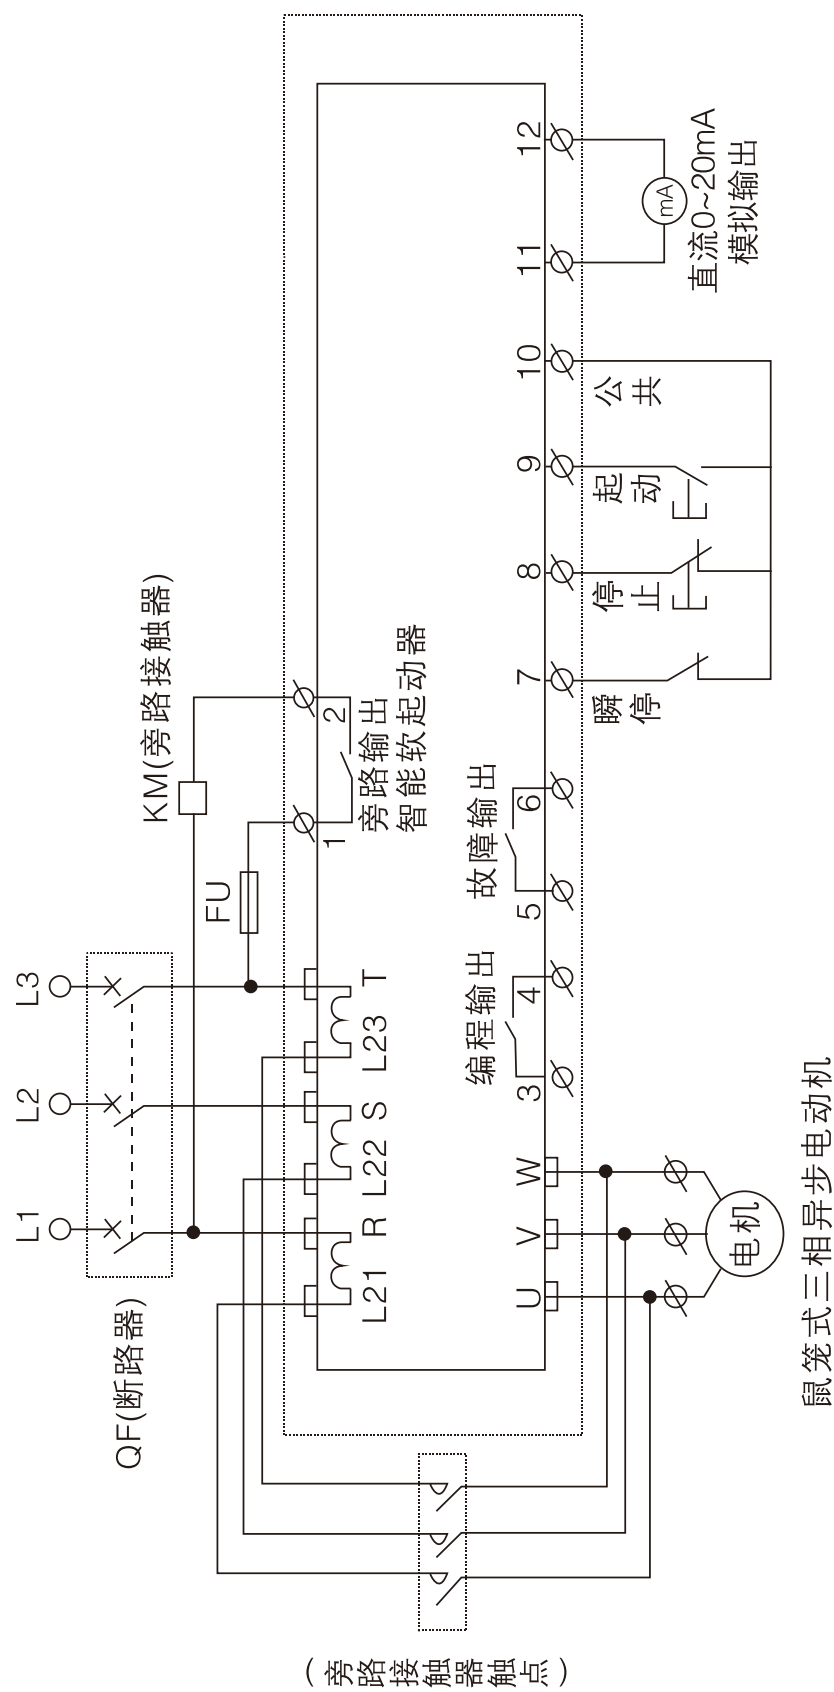 L1
L2
L3
QF(断路器)
FU
KM(旁路接触器)
L21
R
L22
S
L23
T
1
2
旁路输出
智能软起动器
U
V
W
3
4
编程输出
5
6
故障输出
7
8
9
10
11
12
瞬停
停止
起动
公共
mA
直流0~20mA
模拟输出
电机
鼠笼式三相异步电动机
(旁路接触器触点)